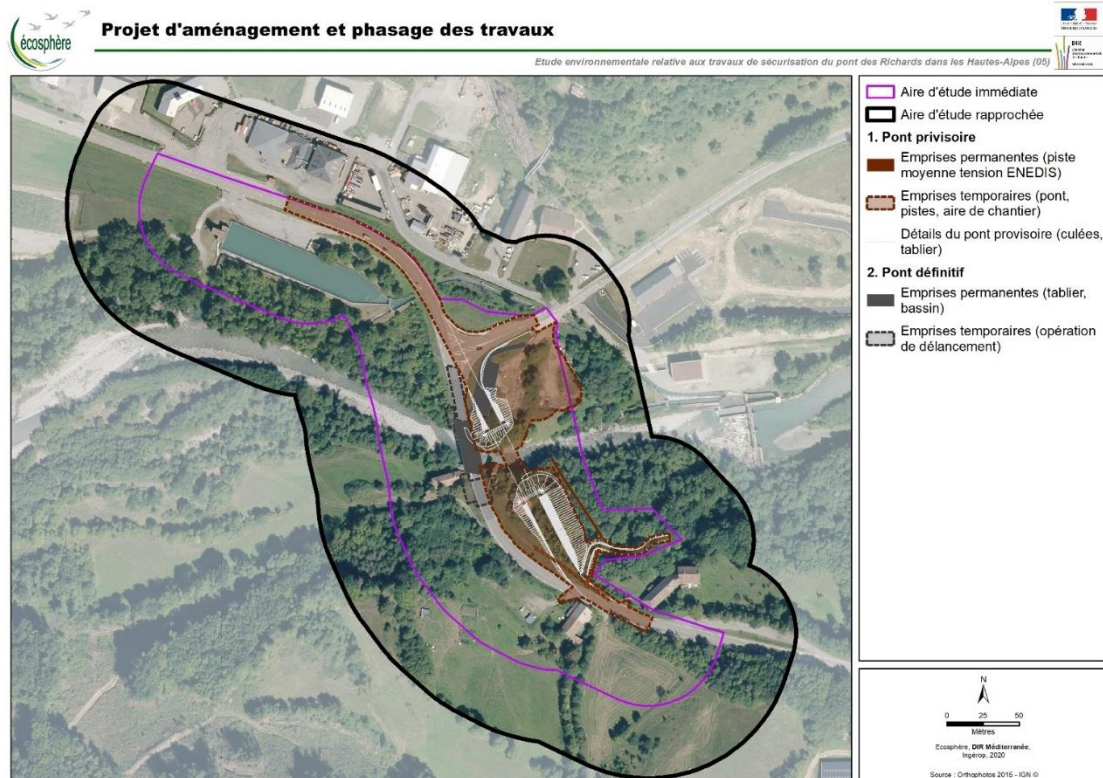 écosphère
Projet d'aménagement et phasage des travaux
Etude environnementale relative aux travaux de sécurisation du pont des Richards dans les Hautes-Alpes (05)
Aire d'étude immédiate
Aire d'étude rapprochée
1. Pont privisoire
Emprises permanentes (piste
moyenne tension ENEDIS)
Emprises temporaires (pont,
pistes, aire de chantier)
Détails du pont provisoire (culées,
tablier)
2. Pont définitif
Emprises permanentes (tablier,
bassin)
Emprises temporaires (opération
de délancement)
N
0 25 50
Mètres
Ecosphère, DIR Méditerranée,
Ingérop, 2020
Source : Orthophotos 2015 - IGN ©